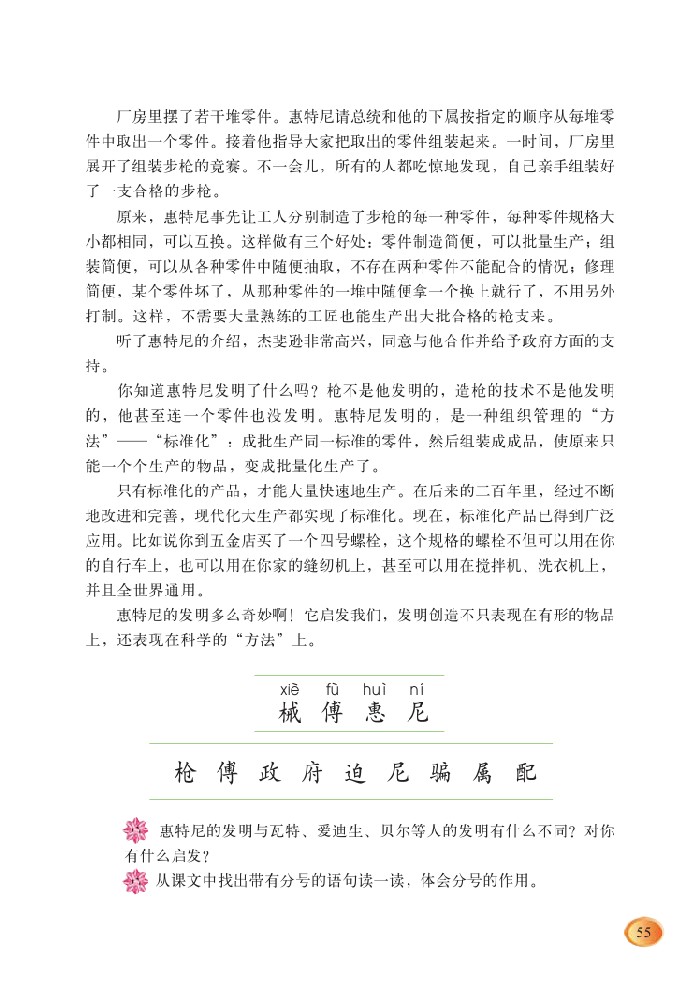 厂房里摆了若干堆零件。惠特尼请总统和他的下属按指定的顺序从每堆零
件中取出一个零件。接着他指导大家把取出的零件组装起来。一时间，厂房里
展开了组装步枪的竞赛。不一会儿，所有的人都吃惊地发现，自己亲手组装好
了一支合格的步枪。
原来，惠特尼事先让工人分别制造了步枪的每一种零件，每种零件规格大
小都相同，可以互换。这样做有三个好处：零件制造简便，可以批量生产；组
装简便，可以从各种零件中随便抽取，不存在两种零件不能配合的情况；修理
简便，某个零件坏了，从那种零件的一堆中随便拿一个换上就行了，不用另外
打制。这样，不需要大量熟练的工匠也能生产出大批合格的枪支来。
听了惠特尼的介绍，杰斐逊非常高兴，同意与他合作并给予政府方面的支
持。
你知道惠特尼发明了什么吗？枪不是他发明的，造枪的技术不是他发明
的，他甚至连一个零件也没发明。惠特尼发明的，是一种组织管理的“方
法”——“标准化”：成批生产同一标准的零件，然后组装成成品，使原来只
能一个个生产的物品，变成批量化生产了。
只有标准化的产品，才能大量快速地生产。在后来的二百年里，经过不断
地改进和完善，现代化大生产都实现了标准化。现在，标准化产品已得到广泛
应用。比如说你到五金店买了一个四号螺栓，这个规格的螺栓不但可以用在你
的自行车上，也可以用在你家的缝纫机上，甚至可以用在搅拌机、洗衣机上，
并且全世界通用。
惠特尼的发明多么奇妙啊！它启发我们，发明创造不只表现在有形的物品
上，还表现在科学的“方法”上。
xiè fù huì ní
械 傅 惠 尼
枪 傅 政 府 迫 尼 骗 属 配
惠特尼的发明与瓦特、爱迪生、贝尔等人的发明有什么不同？对你
有什么启发？
从课文中找出带有分号的语句读一读，体会分号的作用。
55